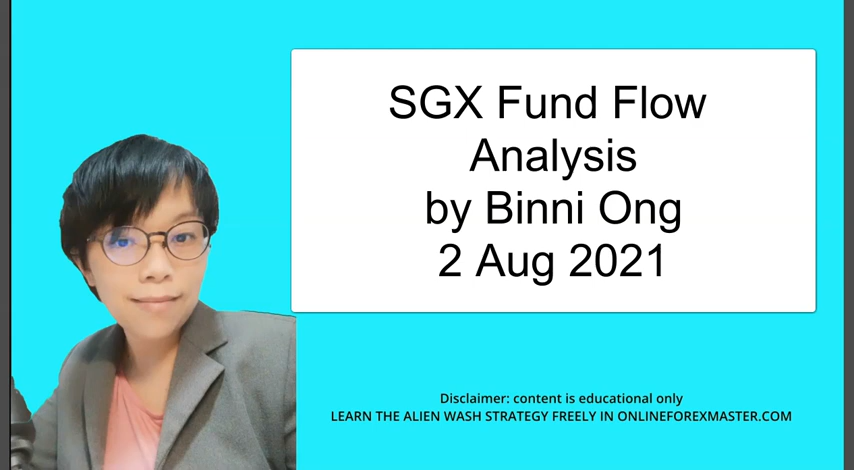 SGX Fund Flow
Analysis
by Binni Ong
2 Aug 2021
Disclaimer: content is educational only
LEARN THE ALIEN WASH STRATEGY FREELY IN ONLINEFOREXMASTER.COM